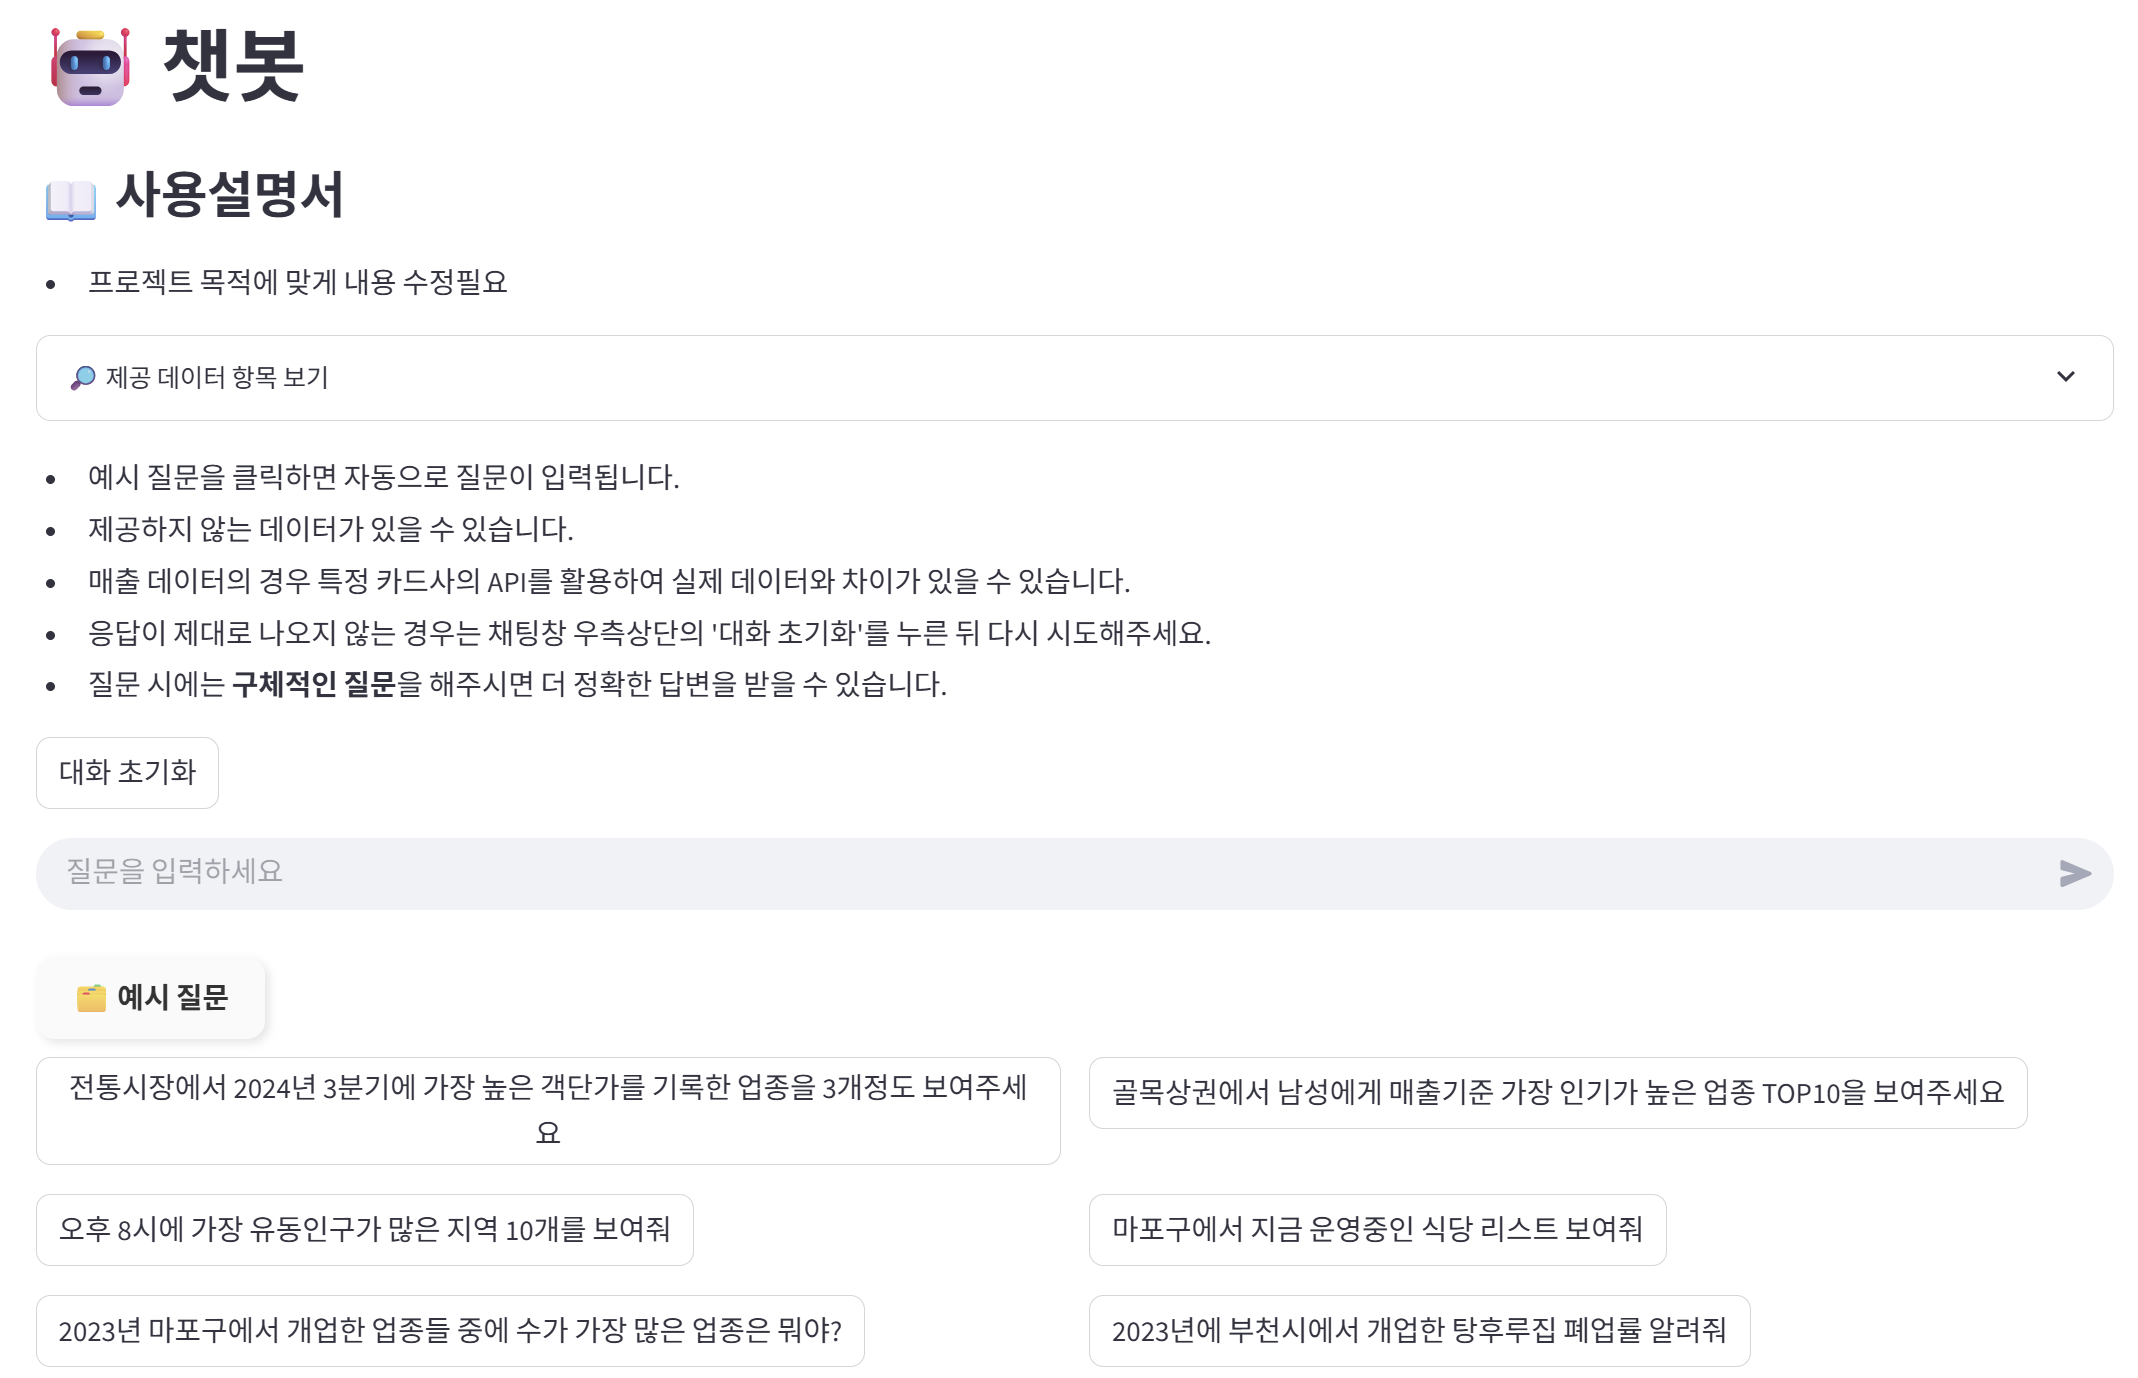 챗봇
사용설명서
프로젝트 목적에 맞게 내용 수정필요
제공 데이터 항목 보기
예시 질문을 클릭하면 자동으로 질문이 입력됩니다.
제공하지 않는 데이터가 있을 수 있습니다.
매출 데이터의 경우 특정 카드사의 API를 활용하여 실제 데이터와 차이가 있을 수 있습니다.
응답이 제대로 나오지 않는 경우는 채팅창 우측상단의 '대화 초기화'를 누른 뒤 다시 시도해주세요.
질문 시에는 구체적인 질문을 해주시면 더 정확한 답변을 받을 수 있습니다.
대화 초기화
질문을 입력하세요
예시 질문
전통시장에서 2024년 3분기에 가장 높은 객단가를 기록한 업종을 3개정도 보여주세
요
골목상권에서 남성에게 매출기준 가장 인기가 높은 업종 TOP10을 보여주세요
오후 8시에 가장 유동인구가 많은 지역 10개를 보여줘
마포구에서 지금 운영중인 식당 리스트 보여줘
2023년 마포구에서 개업한 업종들 중에 수가 가장 많은 업종은 뭐야?
2023년에 부천시에서 개업한 탕후루집 폐업률 알려줘